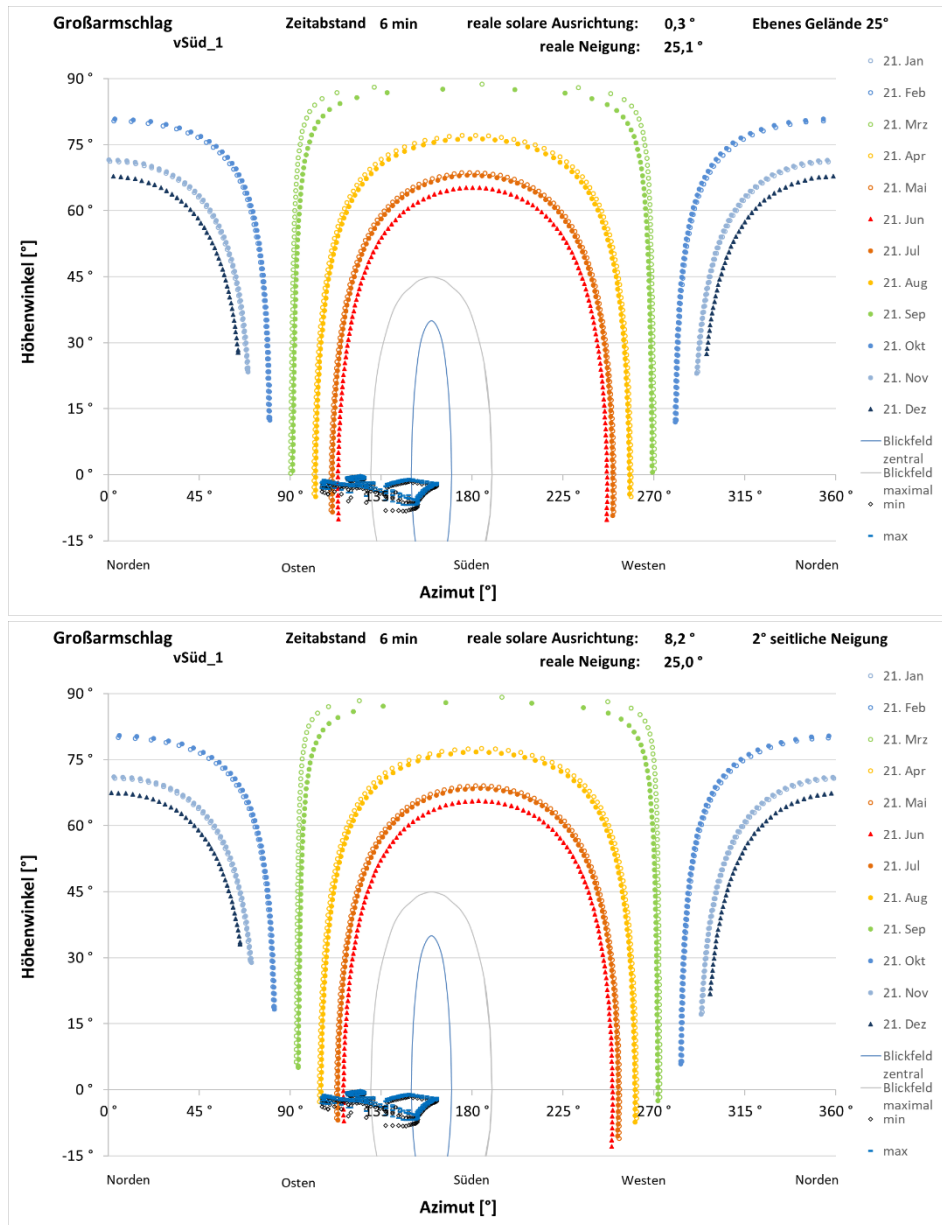 Großarmschlag Zeitabstand 6 min reale solare Ausrichtung: 0,3 ° Ebenes Gelände 25°
vSüd_1 reale Neigung: 25,1 °
90 °
75 °
60 °
45 °
30 °
15 °
0 °
-15 °
Höhenwinkel [°]
0 ° 45 ° 90 ° 135 ° 180 ° 225 ° 270 ° 315 ° 360 °
Norden Osten Süden Westen Norden
Azimut [°]
21. Jan
21. Feb
21. Mrz
21. Apr
21. Mai
21. Jun
21. Jul
21. Aug
21. Sep
21. Okt
21. Nov
21. Dez
Blickfeld
zentral
Blickfeld
maximal
min
max
Großarmschlag Zeitabstand 6 min reale solare Ausrichtung: 8,2 ° 2° seitliche Neigung
vSüd_1 reale Neigung: 25,0 °
90 °
75 °
60 °
45 °
30 °
15 °
0 °
-15 °
Höhenwinkel [°]
0 ° 45 ° 90 ° 135 ° 180 ° 225 ° 270 ° 315 ° 360 °
Norden Osten Süden Westen Norden
Azimut [°]
21. Jan
21. Feb
21. Mrz
21. Apr
21. Mai
21. Jun
21. Jul
21. Aug
21. Sep
21. Okt
21. Nov
21. Dez
Blickfeld
zentral
Blickfeld
maximal
min
max